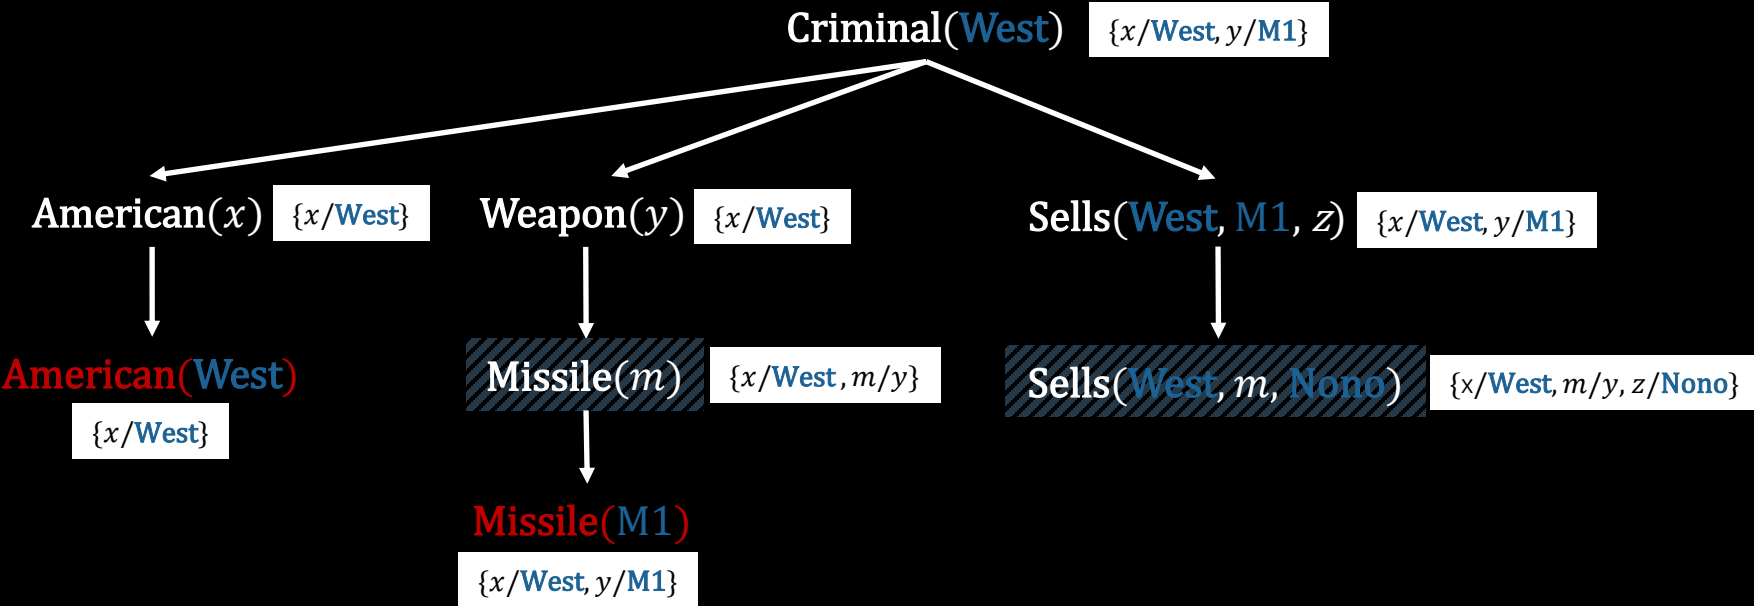 Criminal(West) {x/West, y/M1}
American(x) {x/West} Weapon(y) {x/West} Sells(West, M1, z) {x/West, y/M1}
American(West) Missile(m) {x/West , m/y} Sells(West, m, Nono) {x/West, m/y, z/Nono}
{x/West}
Missile(M1)
{x/West, y/M1}